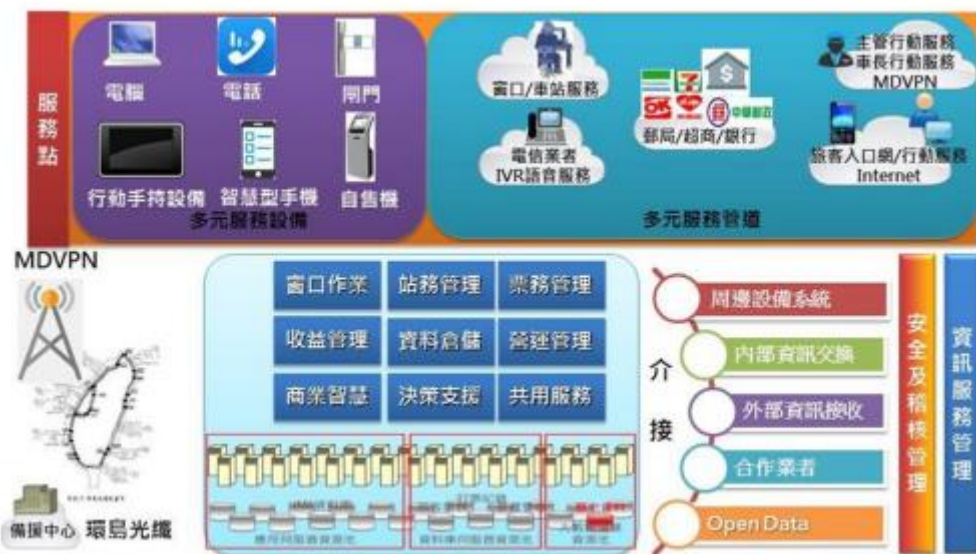 服務點
電腦
電話
閘門
行動手持設備
智慧型手機
自售機
多元服務設備
窗口/車站服務
電信業者
IVR語音服務
OK
中華郵政
郵局/超商/銀行
主管行動服務
車長行動服務
MDVPN
旅客入口網/行動服務
Internet
多元服務管道
MDVPN
備援中心
環島光纖
窗口作業
站務管理
票務管理
收益管理
資料倉儲
營運管理
商業智慧
決策支援
共用服務
介接
周邊設備系統
內部資訊交換
外部資訊接收
合作業者
Open Data
安全及稽核管理
資訊服務管理